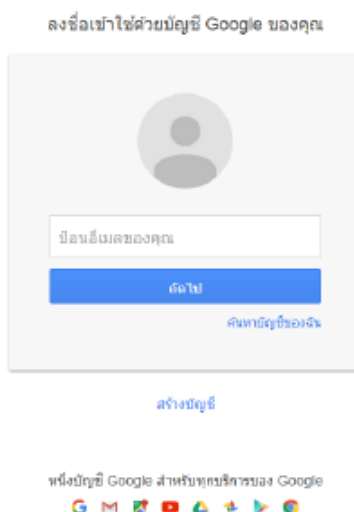 ลงชื่อเข้าใช้ด้วยบัญชี Google ของคุณ
ป้อนอีเมลของคุณ
ถัดไป
ค้นหาบัญชีของฉัน
สร้างบัญชี
หนึ่งบัญชี Google สำหรับทุกบริการของ Google